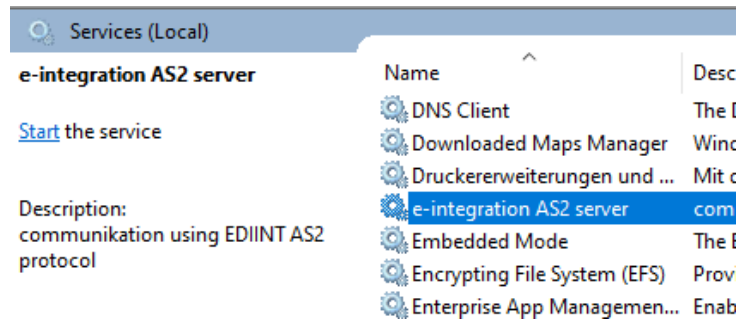 Services (Local)
e-integration AS2 server
Start the service
Description:
communikation using EDIINT AS2
protocol
Name Desc
DNS Client The
Downloaded Maps Manager
Druckererweiterungen und ... Mit
e-integration AS2 server com
Embedded Mode The
Encrypting File System (EFS) Prov
Enterprise App Managemen... Enab